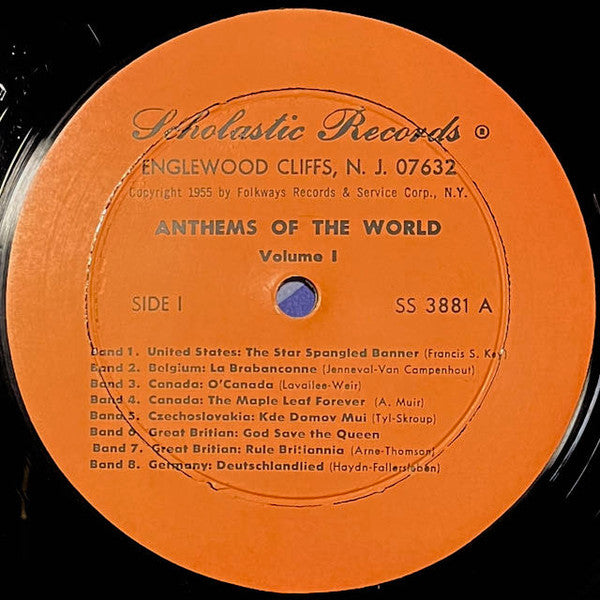 Scholastic Records ®
ENGLEWOOD CLIFFS, N. J. 07632
Copyright 1955 by Folkways Records & Service Corp., N.Y.
ANTHEMS OF THE WORLD
Volume I
SIDE I SS 3881 A
Band 1. United States: The Star Spangled Banner (Francis S. Key)
Band 2. Belgium: La Brabanconne (Jenneval-Van Campenhout)
Band 3. Canada: O'Canada (Lavallee-Weir)
Band 4. Canada: The Maple Leaf Forever (A. Muir)
Band 5. Czechoslovakia: Kde Domov Mui (Tyl-Skroup)
Band 6. Great Britian: God Save the Queen
Band 7. Great Britian: Rule Britiannia (Arne-Thomson)
Band 8. Germany: Deutschlandlied (Haydn-Fallersloben)